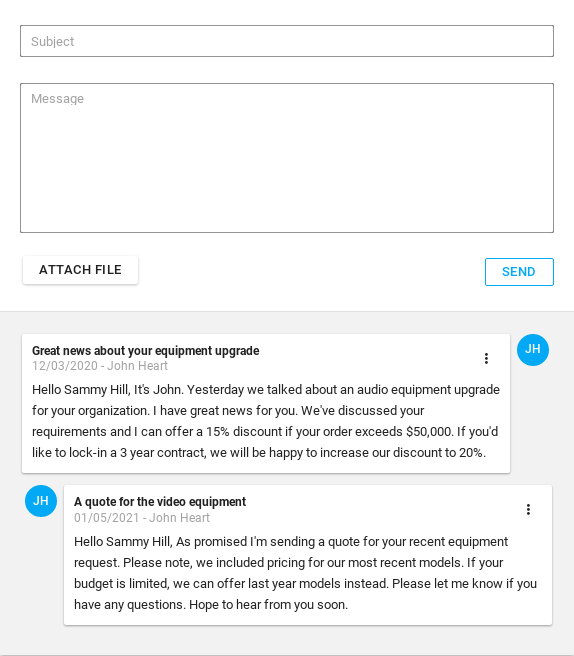 Subject
Message
ATTACH FILE
SEND
Great news about your equipment upgrade
12/03/2020 - John Heart
JH
Hello Sammy Hill, It's John. Yesterday we talked about an audio equipment upgrade
for your organization. I have great news for you. We've discussed your
requirements and I can offer a 15% discount if your order exceeds $50,000. If you'd
like to lock-in a 3 year contract, we will be happy to increase our discount to 20%.
JH
A quote for the video equipment
01/05/2021 - John Heart
Hello Sammy Hill, As promised I'm sending a quote for your recent equipment
request. Please note, we included pricing for our most recent models. If your
budget is limited, we can offer last year models instead. Please let me know if you
have any questions. Hope to hear from you soon.